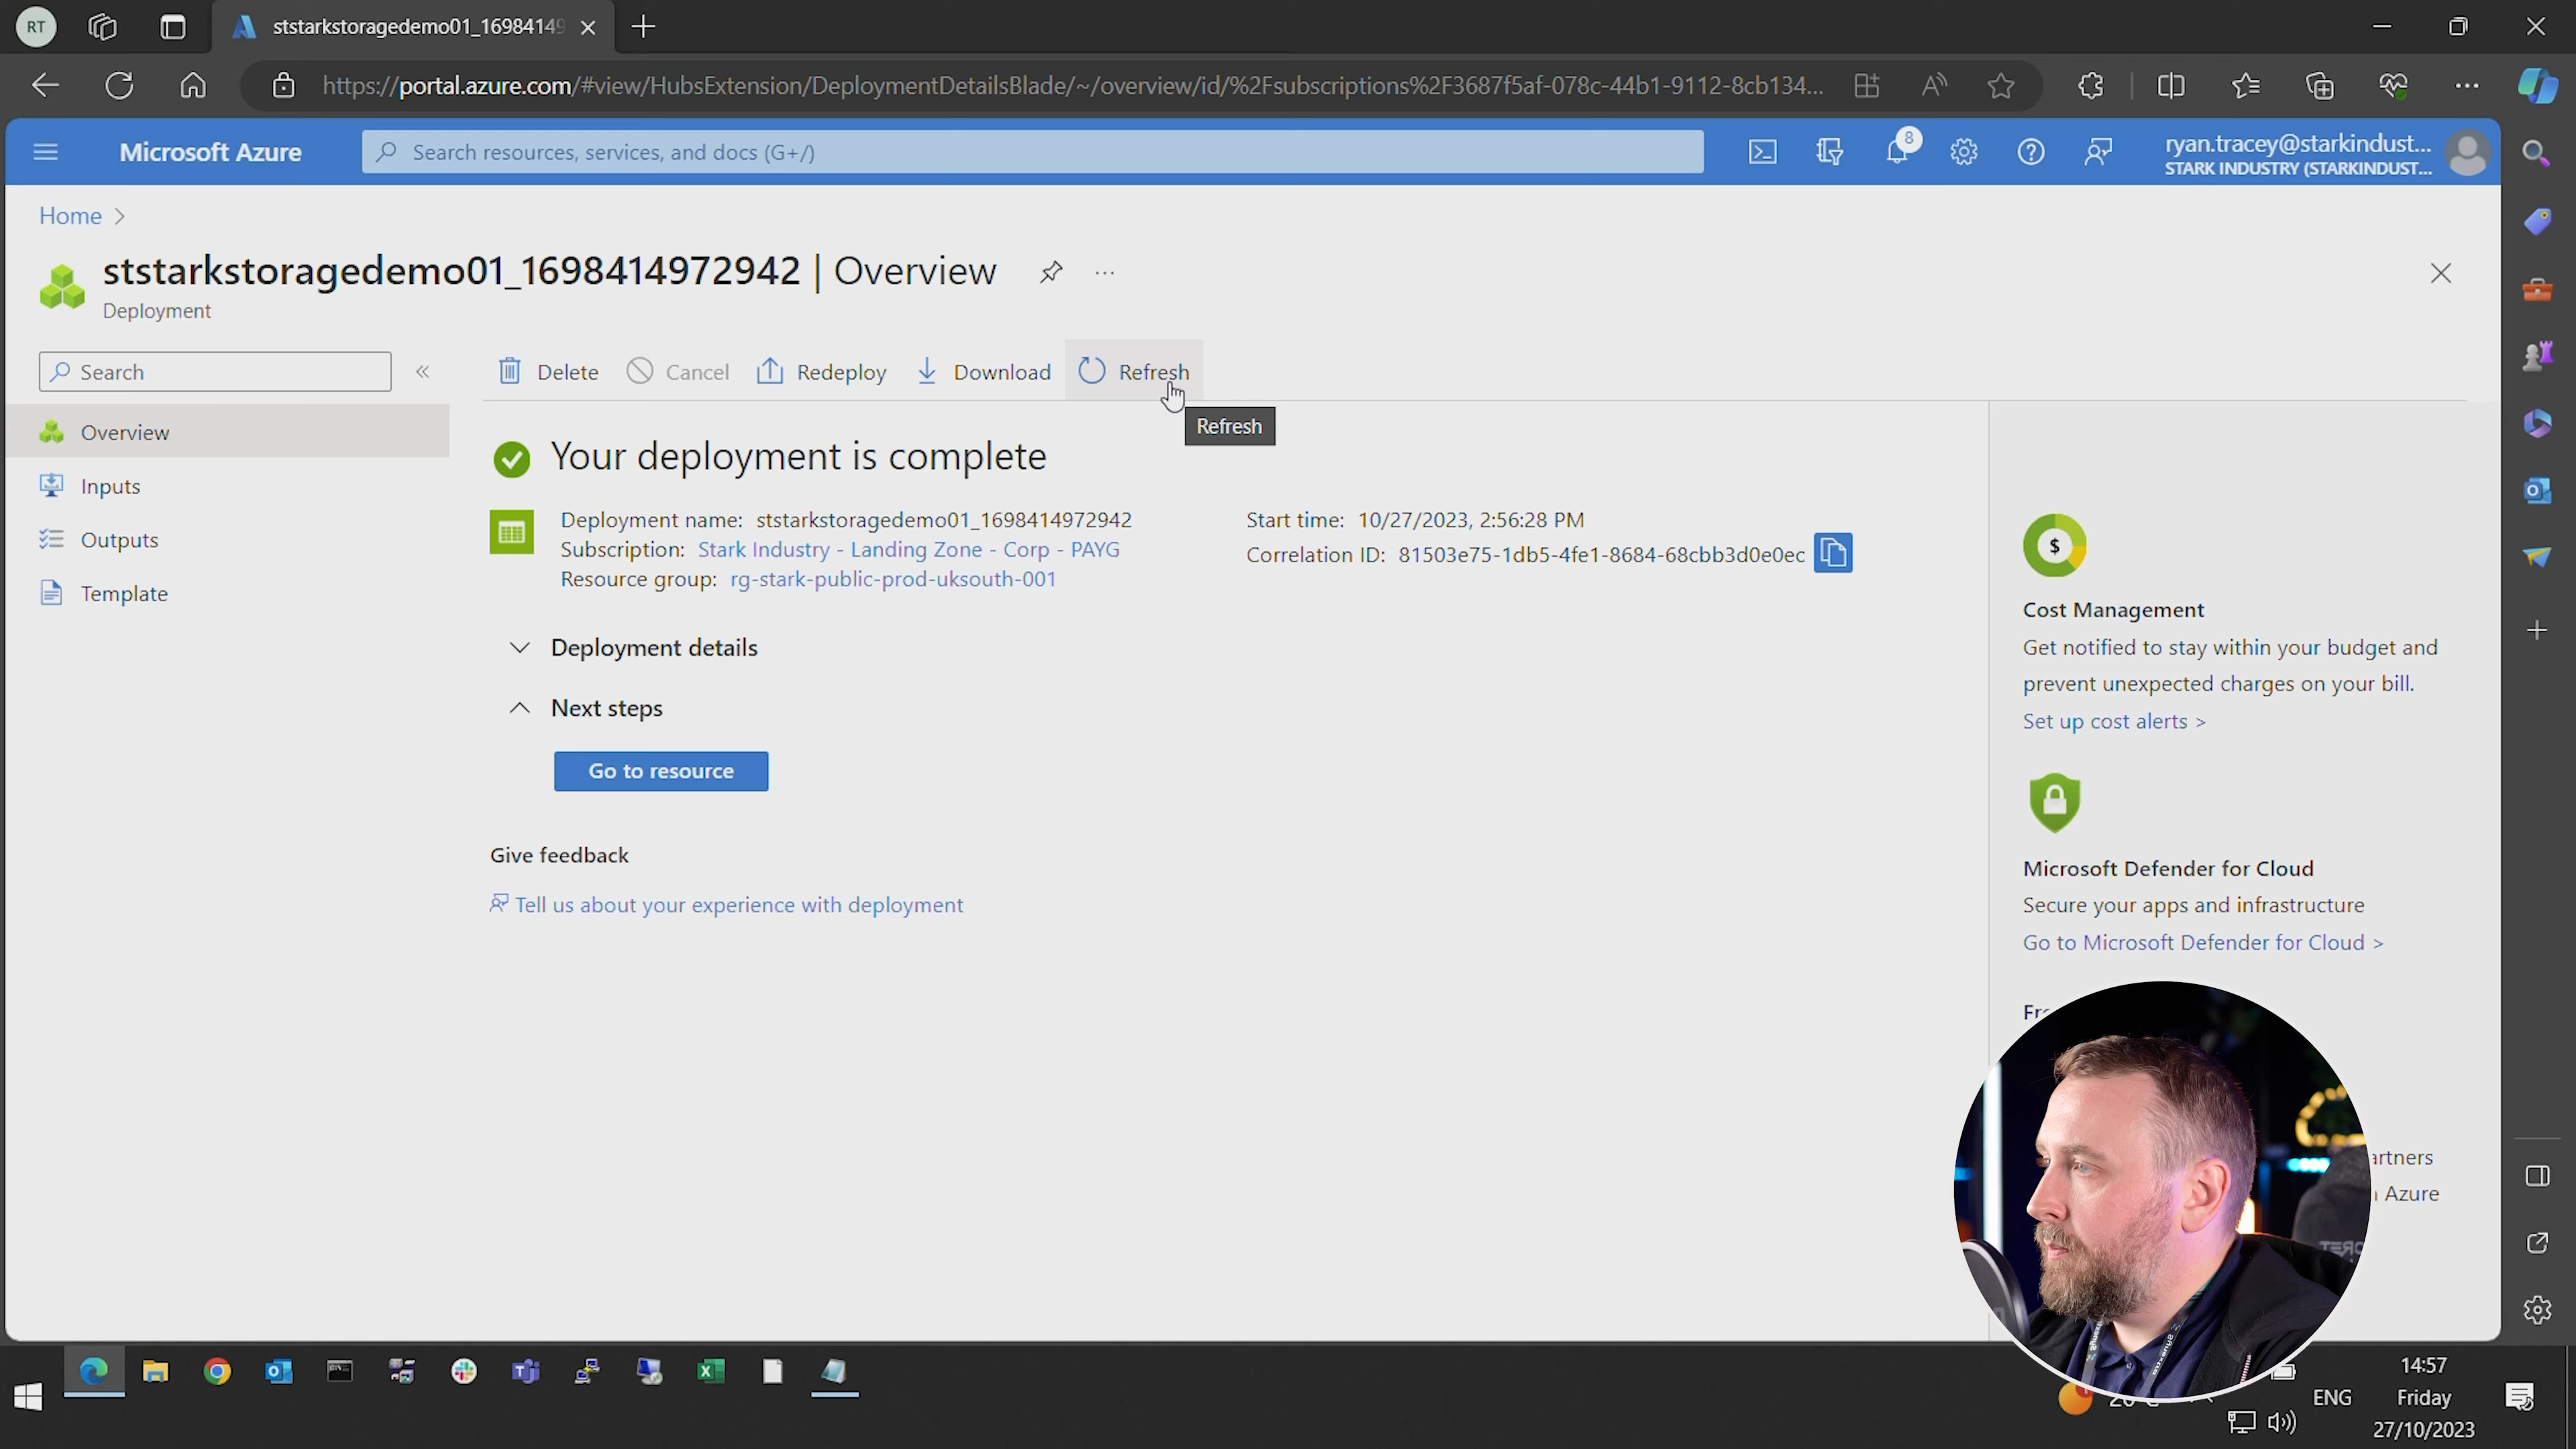 RT
ststarkstoragedemo01_16984149
https://portal.azure.com/#view/HubsExtension/DeploymentDetailsBlade/~/overview/id/%2Fsubscriptions%2F3687f5af-078c-44b1-9112-8cb134...
Microsoft Azure
Search resources, services, and docs (G+/)
8
ryan.tracey@starkindust...
STARK INDUSTRY (STARKINDUST...
Home
ststarkstoragedemo01_1698414972942 | Overview
Deployment
Search
Delete
Cancel
Redeploy
Download
Refresh
Refresh
Overview
Inputs
Outputs
Template
Your deployment is complete
Deployment name: ststarkstoragedemo01_1698414972942
Subscription: Stark Industry - Landing Zone - Corp - PAYG
Resource group: rg-stark-public-prod-uksouth-001
Start time: 10/27/2023, 2:56:28 PM
Correlation ID: 81503e75-1db5-4fe1-8684-68cbb3d0e0ec
Deployment details
Next steps
Go to resource
Give feedback
Tell us about your experience with deployment
$
Cost Management
Get notified to stay within your budget and
prevent unexpected charges on your bill.
Set up cost alerts >
Microsoft Defender for Cloud
Secure your apps and infrastructure
Go to Microsoft Defender for Cloud >
Azure
ENG
14:57
Friday
27/10/2023